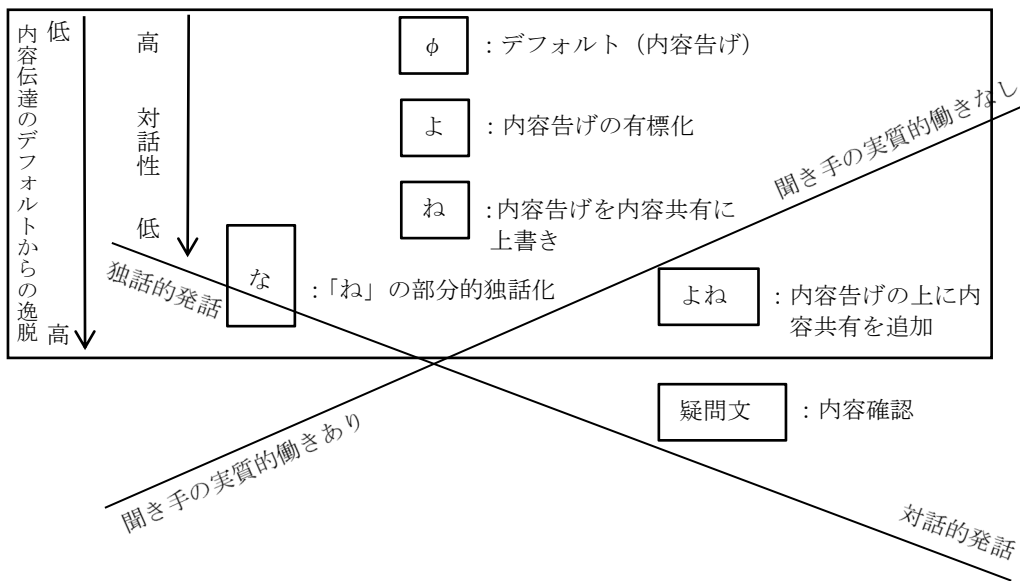 内容伝達のデフォルトからの逸脱
低
高
高
対話性
低
φ
：デフォルト（内容告げ）
よ
：内容告げの有標化
ね
：内容告げを内容共有に
上書き
な
：「ね」の部分的独話化
よね
：内容告げの上に内
容共有を追加
疑問文
：内容確認
独話的発話
対話的発話
聞き手の実質的働きなし
聞き手の実質的働きあり